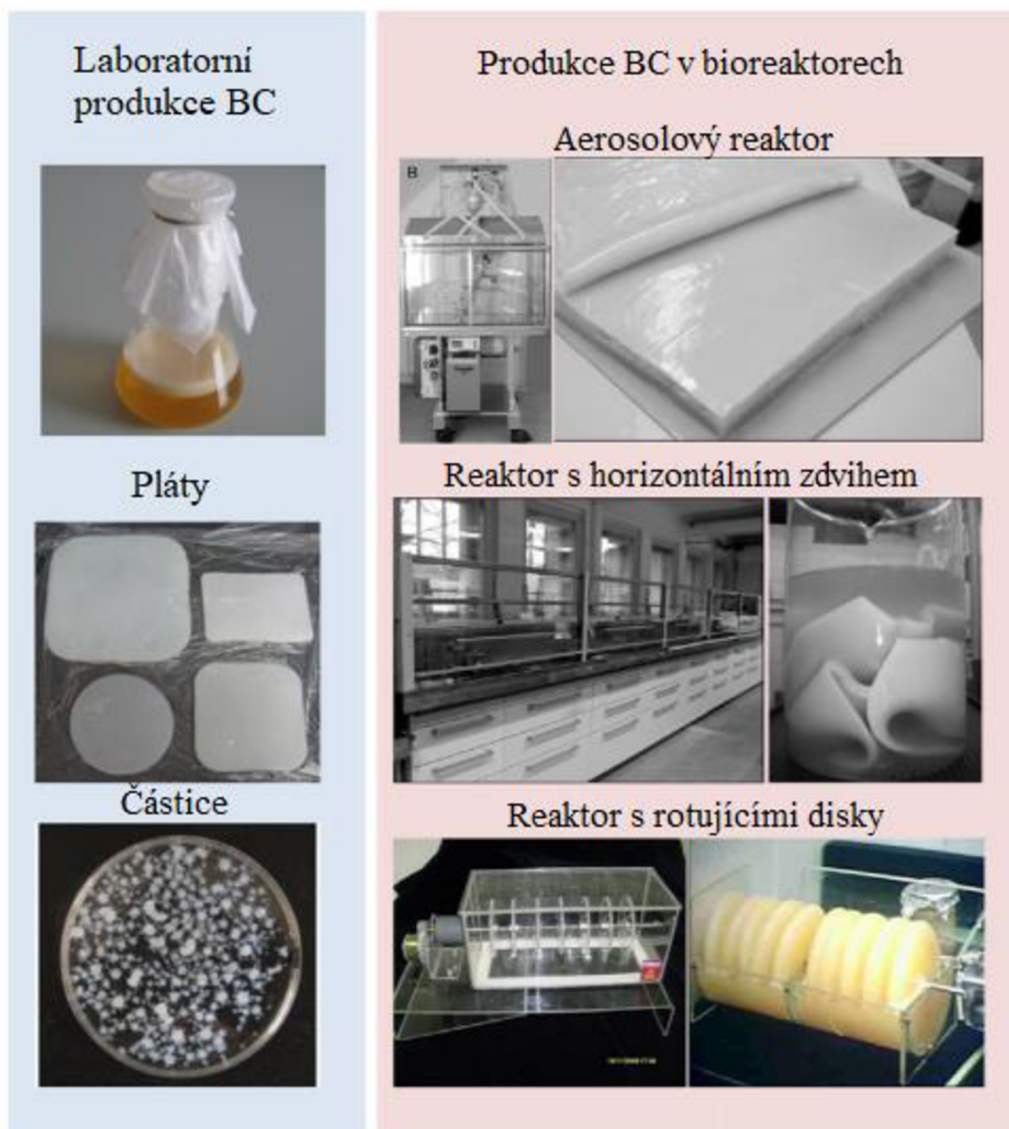 Laboratorní
produkce BC
Pláty
Částice
Produkce BC v bioreaktorech
Aerosolový reaktor
B
Reaktor s horizontálním zdvihem
Reaktor s rotujícími disky